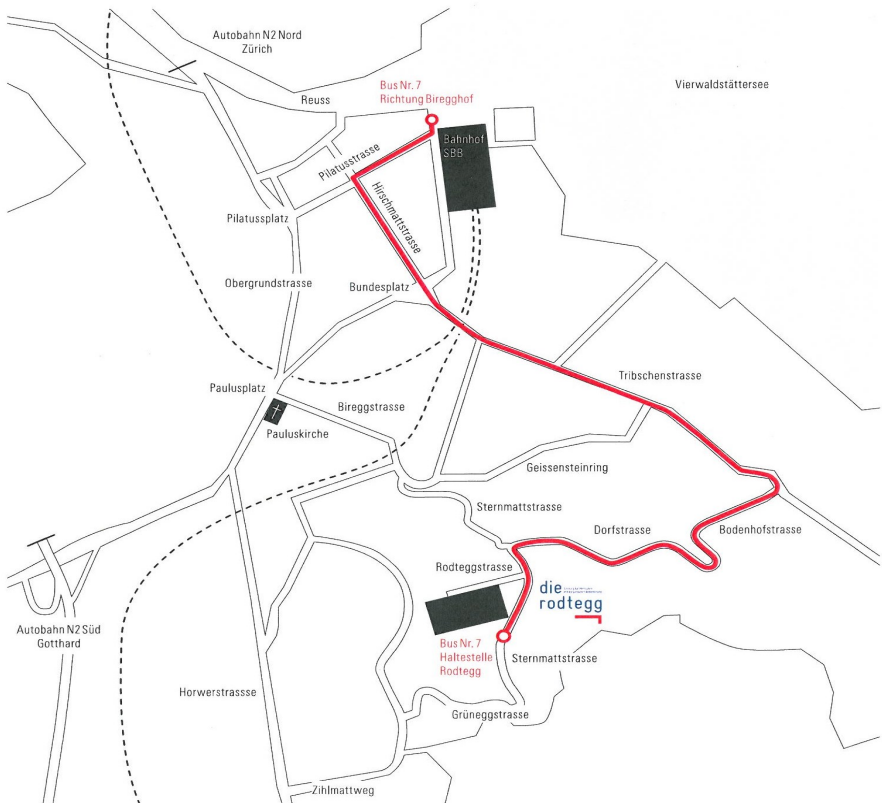 Autobahn N2 Nord
Zürich
Vierwaldstättersee
Bus Nr. 7
Richtung Biregghof
Reuss
Bahnhof
SBB
Pilatusstrasse
Hirschmattstrasse
Pilatusplatz
Obergrundstrasse
Bundesplatz
Tribschenstrasse
Paulusplatz
Bireggstrasse
Pauluskirche
Geissensteinring
Sternmattstrasse
Dorfstrasse
Bodenhofstrasse
Rodteggstrasse
die
rodtegg
Autobahn N2 Süd
Gotthard
Bus Nr. 7
Haltestelle
Rodtegg
Sternmattstrasse
Horwerstrassse
Grüneggstrasse
Zihlmattweg